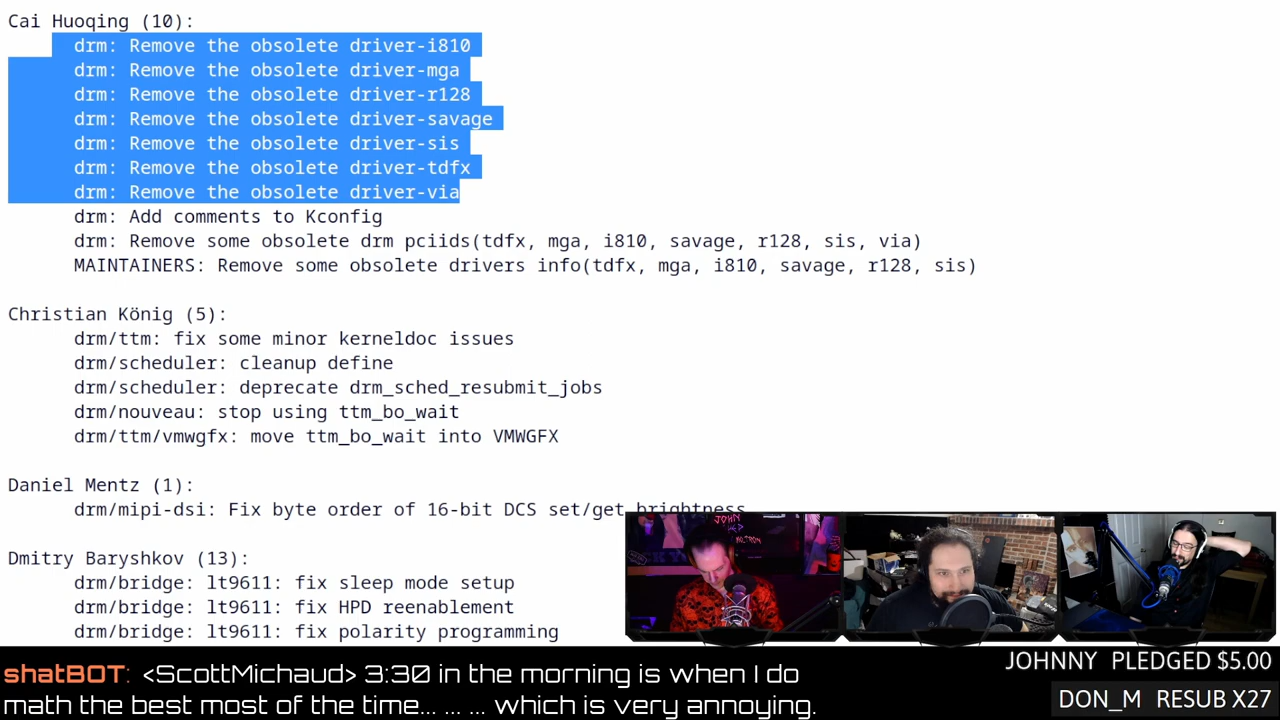 Cai Huoqing (10):
drm: Remove the obsolete driver-i810
drm: Remove the obsolete driver-mga
drm: Remove the obsolete driver-r128
drm: Remove the obsolete driver-savage
drm: Remove the obsolete driver-sis
drm: Remove the obsolete driver-tdfx
drm: Remove the obsolete driver-via
drm: Add comments to Kconfig
drm: Remove some obsolete drm pciids(tdfx, mga, i810, savage, r128, sis, via)
MAINTAINERS: Remove some obsolete drivers info(tdfx, mga, i810, savage, r128, sis)
Christian König (5):
drm/ttm: fix some minor kerneldoc issues
drm/scheduler: cleanup define
drm/scheduler: deprecate drm_sched_resubmit_jobs
drm/nouveau: stop using ttm_bo_wait
drm/ttm/vmwgfx: move ttm_bo_wait into VMWGFX
Daniel Mentz (1):
drm/mipi-dsi: Fix byte order of 16-bit DCS set/get brightness
Dmitry Baryshkov (13):
drm/bridge: lt9611: fix sleep mode setup
drm/bridge: lt9611: fix HPD reenablement
drm/bridge: lt9611: fix polarity programming
shatBOT: <ScottMichaud> 3:30 in the morning is when I do
math the best most of the time... ... ... which is very annoying.
JOHNNY PLEDGED $5.00
DON_M RESUB X27